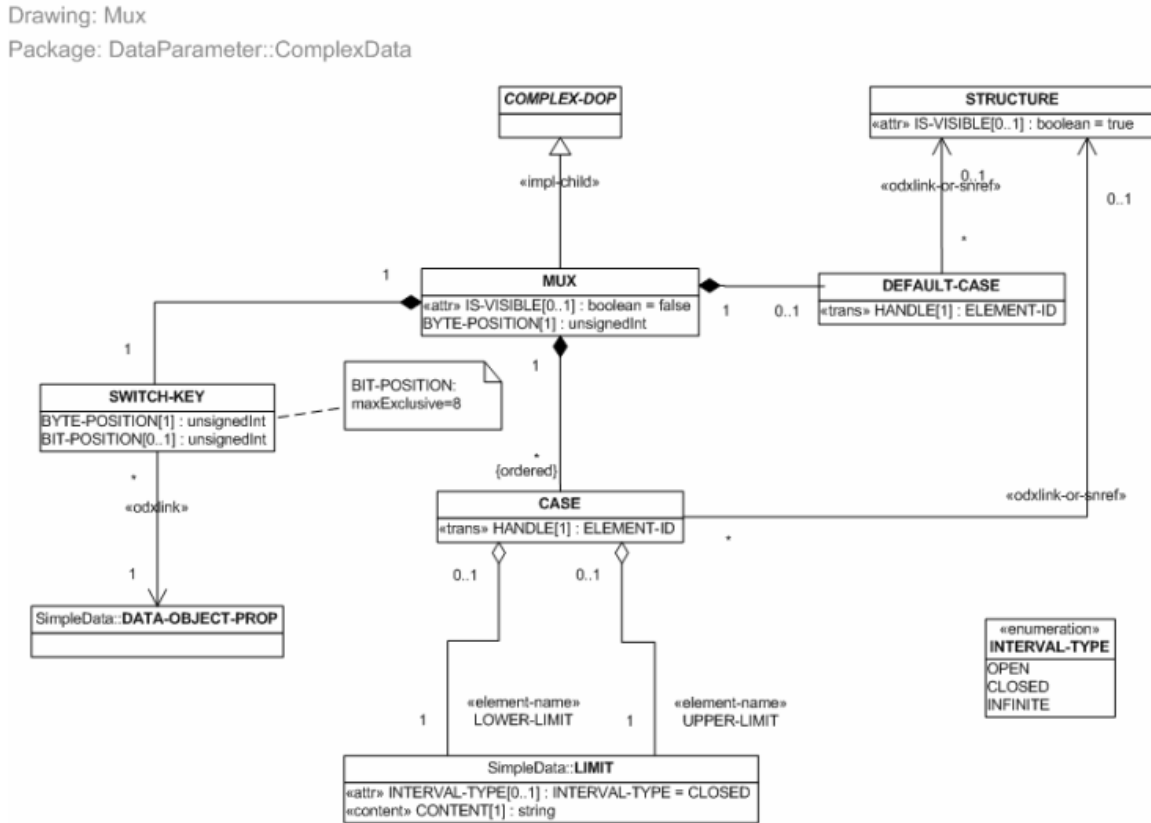 Drawing: Mux
Package: DataParameter::ComplexData
COMPLEX-DOP
STRUCTURE
«attr» IS-VISIBLE[0..1] : boolean = true
«impl-child»
«odxlink-or-snref»
0..1
0..1
*
1
MUX
«attr» IS-VISIBLE[0..1] : boolean = false
BYTE-POSITION[1] : unsignedInt
1
0..1
DEFAULT-CASE
«trans» HANDLE[1] : ELEMENT-ID
1
1
SWITCH-KEY
BYTE-POSITION[1] : unsignedInt
BIT-POSITION[0..1] : unsignedInt
BIT-POSITION:
maxExclusive=8
*
«odxlink»
1
*
{ordered}
CASE
«trans» HANDLE[1] : ELEMENT-ID
«odxlink-or-snref»
*
0..1
0..1
SimpleData::DATA-OBJECT-PROP
«enumeration»
INTERVAL-TYPE
OPEN
CLOSED
INFINITE
1
«element-name»
LOWER-LIMIT
1
«element-name»
UPPER-LIMIT
SimpleData::LIMIT
«attr» INTERVAL-TYPE[0..1] : INTERVAL-TYPE = CLOSED
«content» CONTENT[1] : string